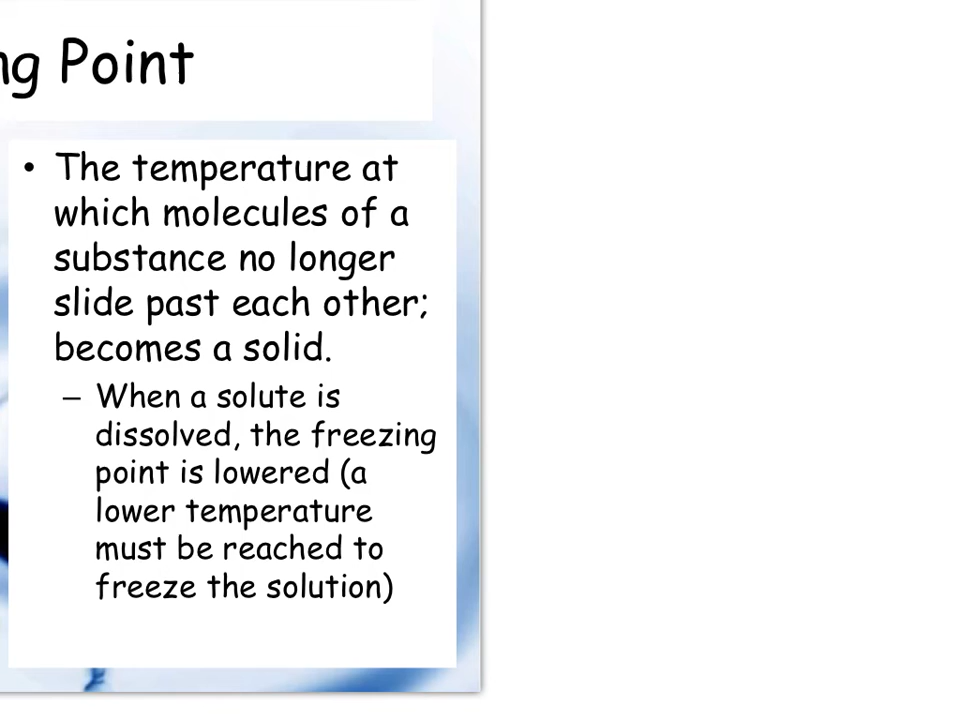 ng Point
• The temperature at
which molecules of a
substance no longer
slide past each other;
becomes a solid.
– When a solute is
dissolved, the freezing
point is lowered (a
lower temperature
must be reached to
freeze the solution)